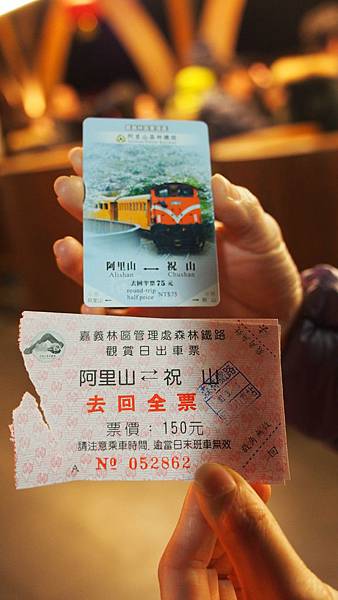 阿里山森林鐵路
阿里山 ⟷ 祝山
Alishan Chushan
去回半票75元
round-trip
half price NT$75
嘉義林區管理處森林鐵路
觀賞日出車票
阿里山⇄祝山
去回全票
票價：150元
請注意乘車時間,逾當日末班車無效
A № 052862
回